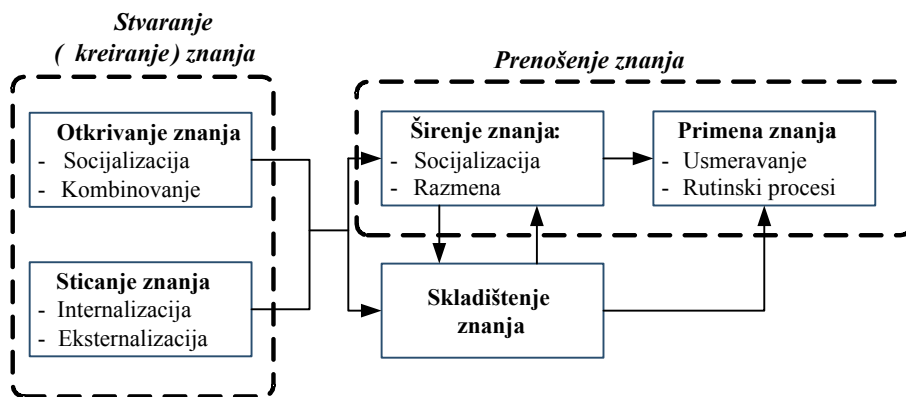 Stvaranje
( kreiranje) znanja
Otkrivanje znanja
- Socijalizacija
- Kombinovanje
Sticanje znanja
- Internalizacija
- Eksternalizacija
Prenošenje znanja
Širenje znanja:
- Socijalizacija
- Razmena
Primena znanja
- Usmeravanje
- Rutinski procesi
Skladištenje
znanja